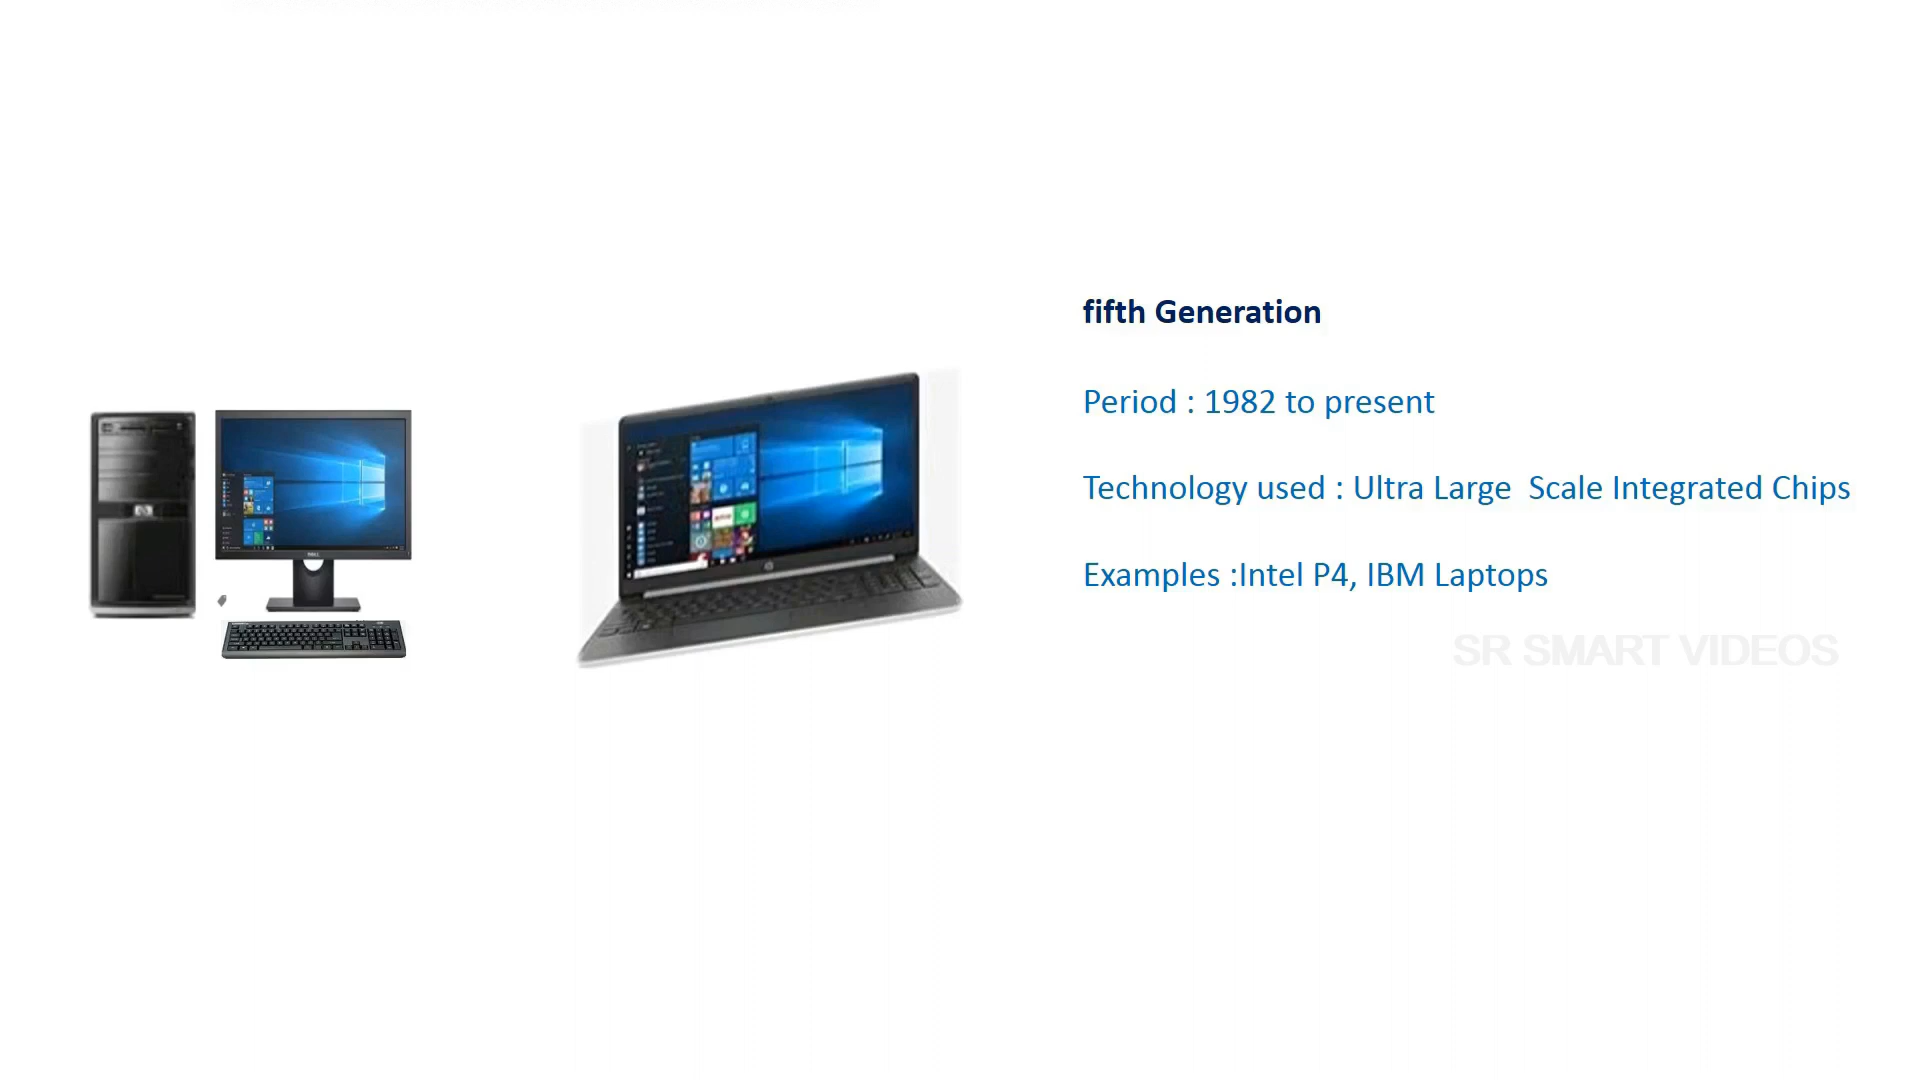 fifth Generation
Period : 1982 to present
Technology used : Ultra Large Scale Integrated Chips
Examples :Intel P4, IBM Laptops
SR SMART VIDEOS